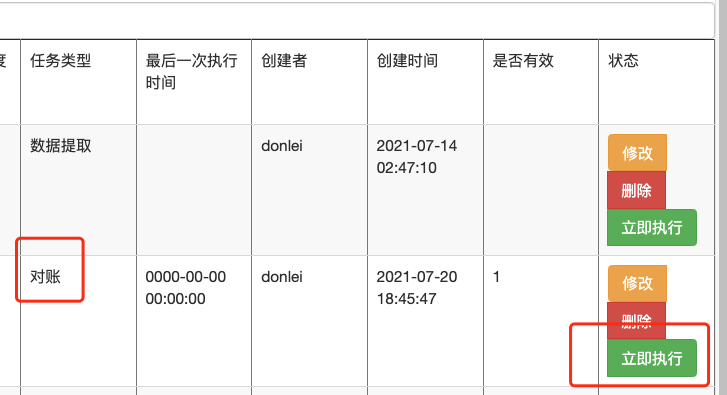 度
任务类型
最后一次执行
时间
创建者
创建时间
是否有效
状态
数据提取
donlei
2021-07-14
02:47:10
修改
删除
立即执行
对账
0000-00-00
00:00:00
donlei
2021-07-20
18:45:47
1
修改
删除
立即执行